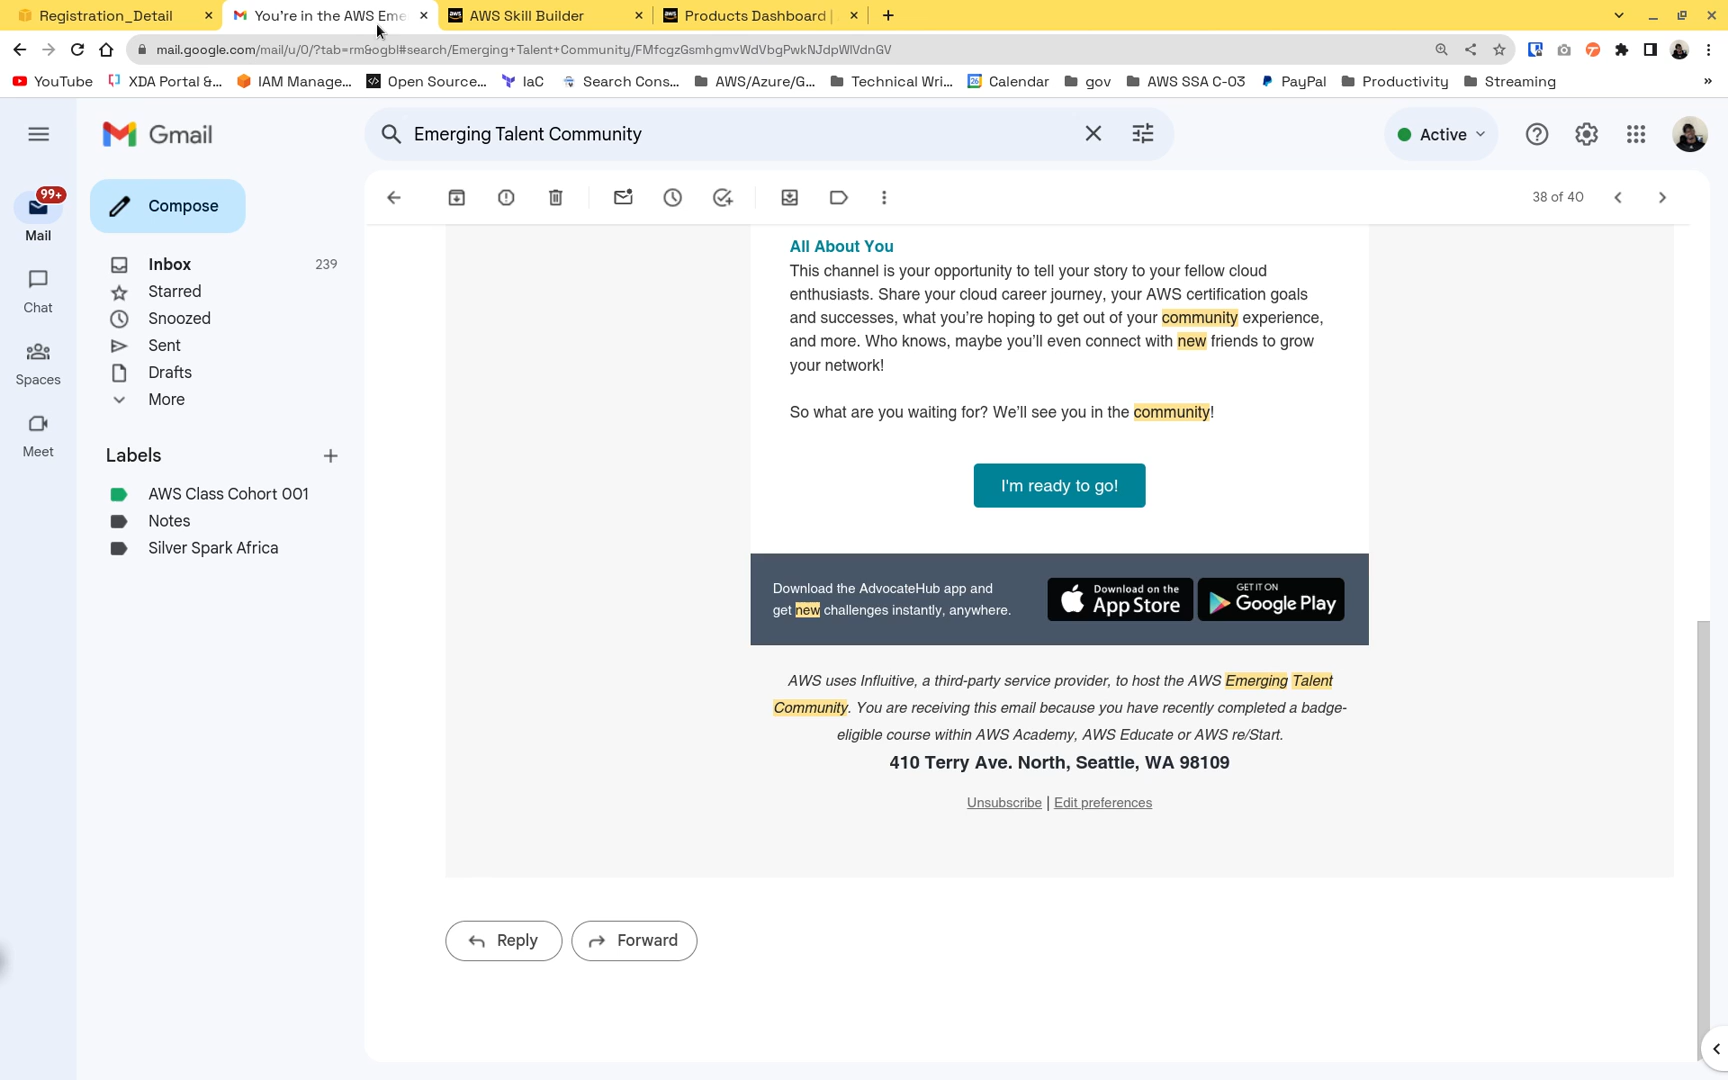 Registration_Detail
You're in the AWS Eme
AWS Skill Builder
Products Dashboard |
mail.google.com/mail/u/0/?tab=rm&ogbl#search/Emerging+Talent+Community/FMfcgzGsmhgmvWdVbgPwkNJdpWlVdnGV
YouTube
XDA Portal &...
IAM Manage...
Open Source...
IaC
Search Cons...
AWS/Azure/G...
Technical Wri...
Calendar
gov
AWS SSA C-03
PayPal
Productivity
Streaming
»
Gmail
Emerging Talent Community
Active
99+
Mail
Chat
Spaces
Meet
Compose
Inbox 239
Starred
Snoozed
Sent
Drafts
More
Labels
AWS Class Cohort 001
Notes
Silver Spark Africa
38 of 40
All About You
This channel is your opportunity to tell your story to your fellow cloud
enthusiasts. Share your cloud career journey, your AWS certification goals
and successes, what you're hoping to get out of your community experience,
and more. Who knows, maybe you'll even connect with new friends to grow
your network!
So what are you waiting for? We'll see you in the community!
I'm ready to go!
Download the AdvocateHub app and
get new challenges instantly, anywhere.
Download on the
App Store
GET IT ON
Google Play
AWS uses Influitive, a third-party service provider, to host the AWS Emerging Talent
Community. You are receiving this email because you have recently completed a badge-
eligible course within AWS Academy, AWS Educate or AWS re/Start.
410 Terry Ave. North, Seattle, WA 98109
Unsubscribe | Edit preferences
Reply
Forward